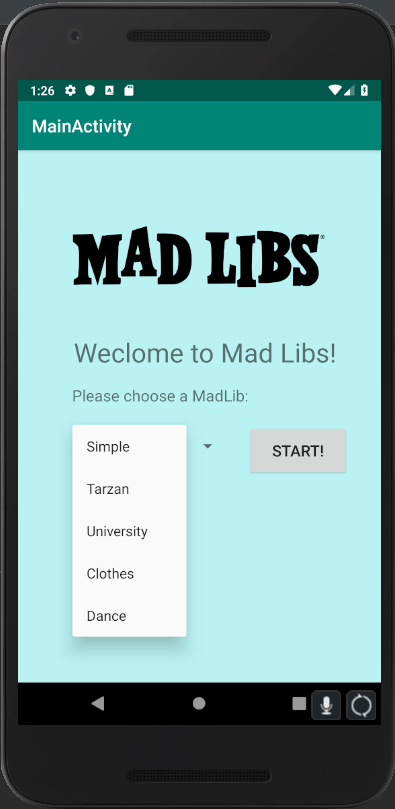 1:26
MainActivity
MAD LIBS®
Weclome to Mad Libs!
Please choose a MadLib:
Simple
START!
Tarzan
University
Clothes
Dance